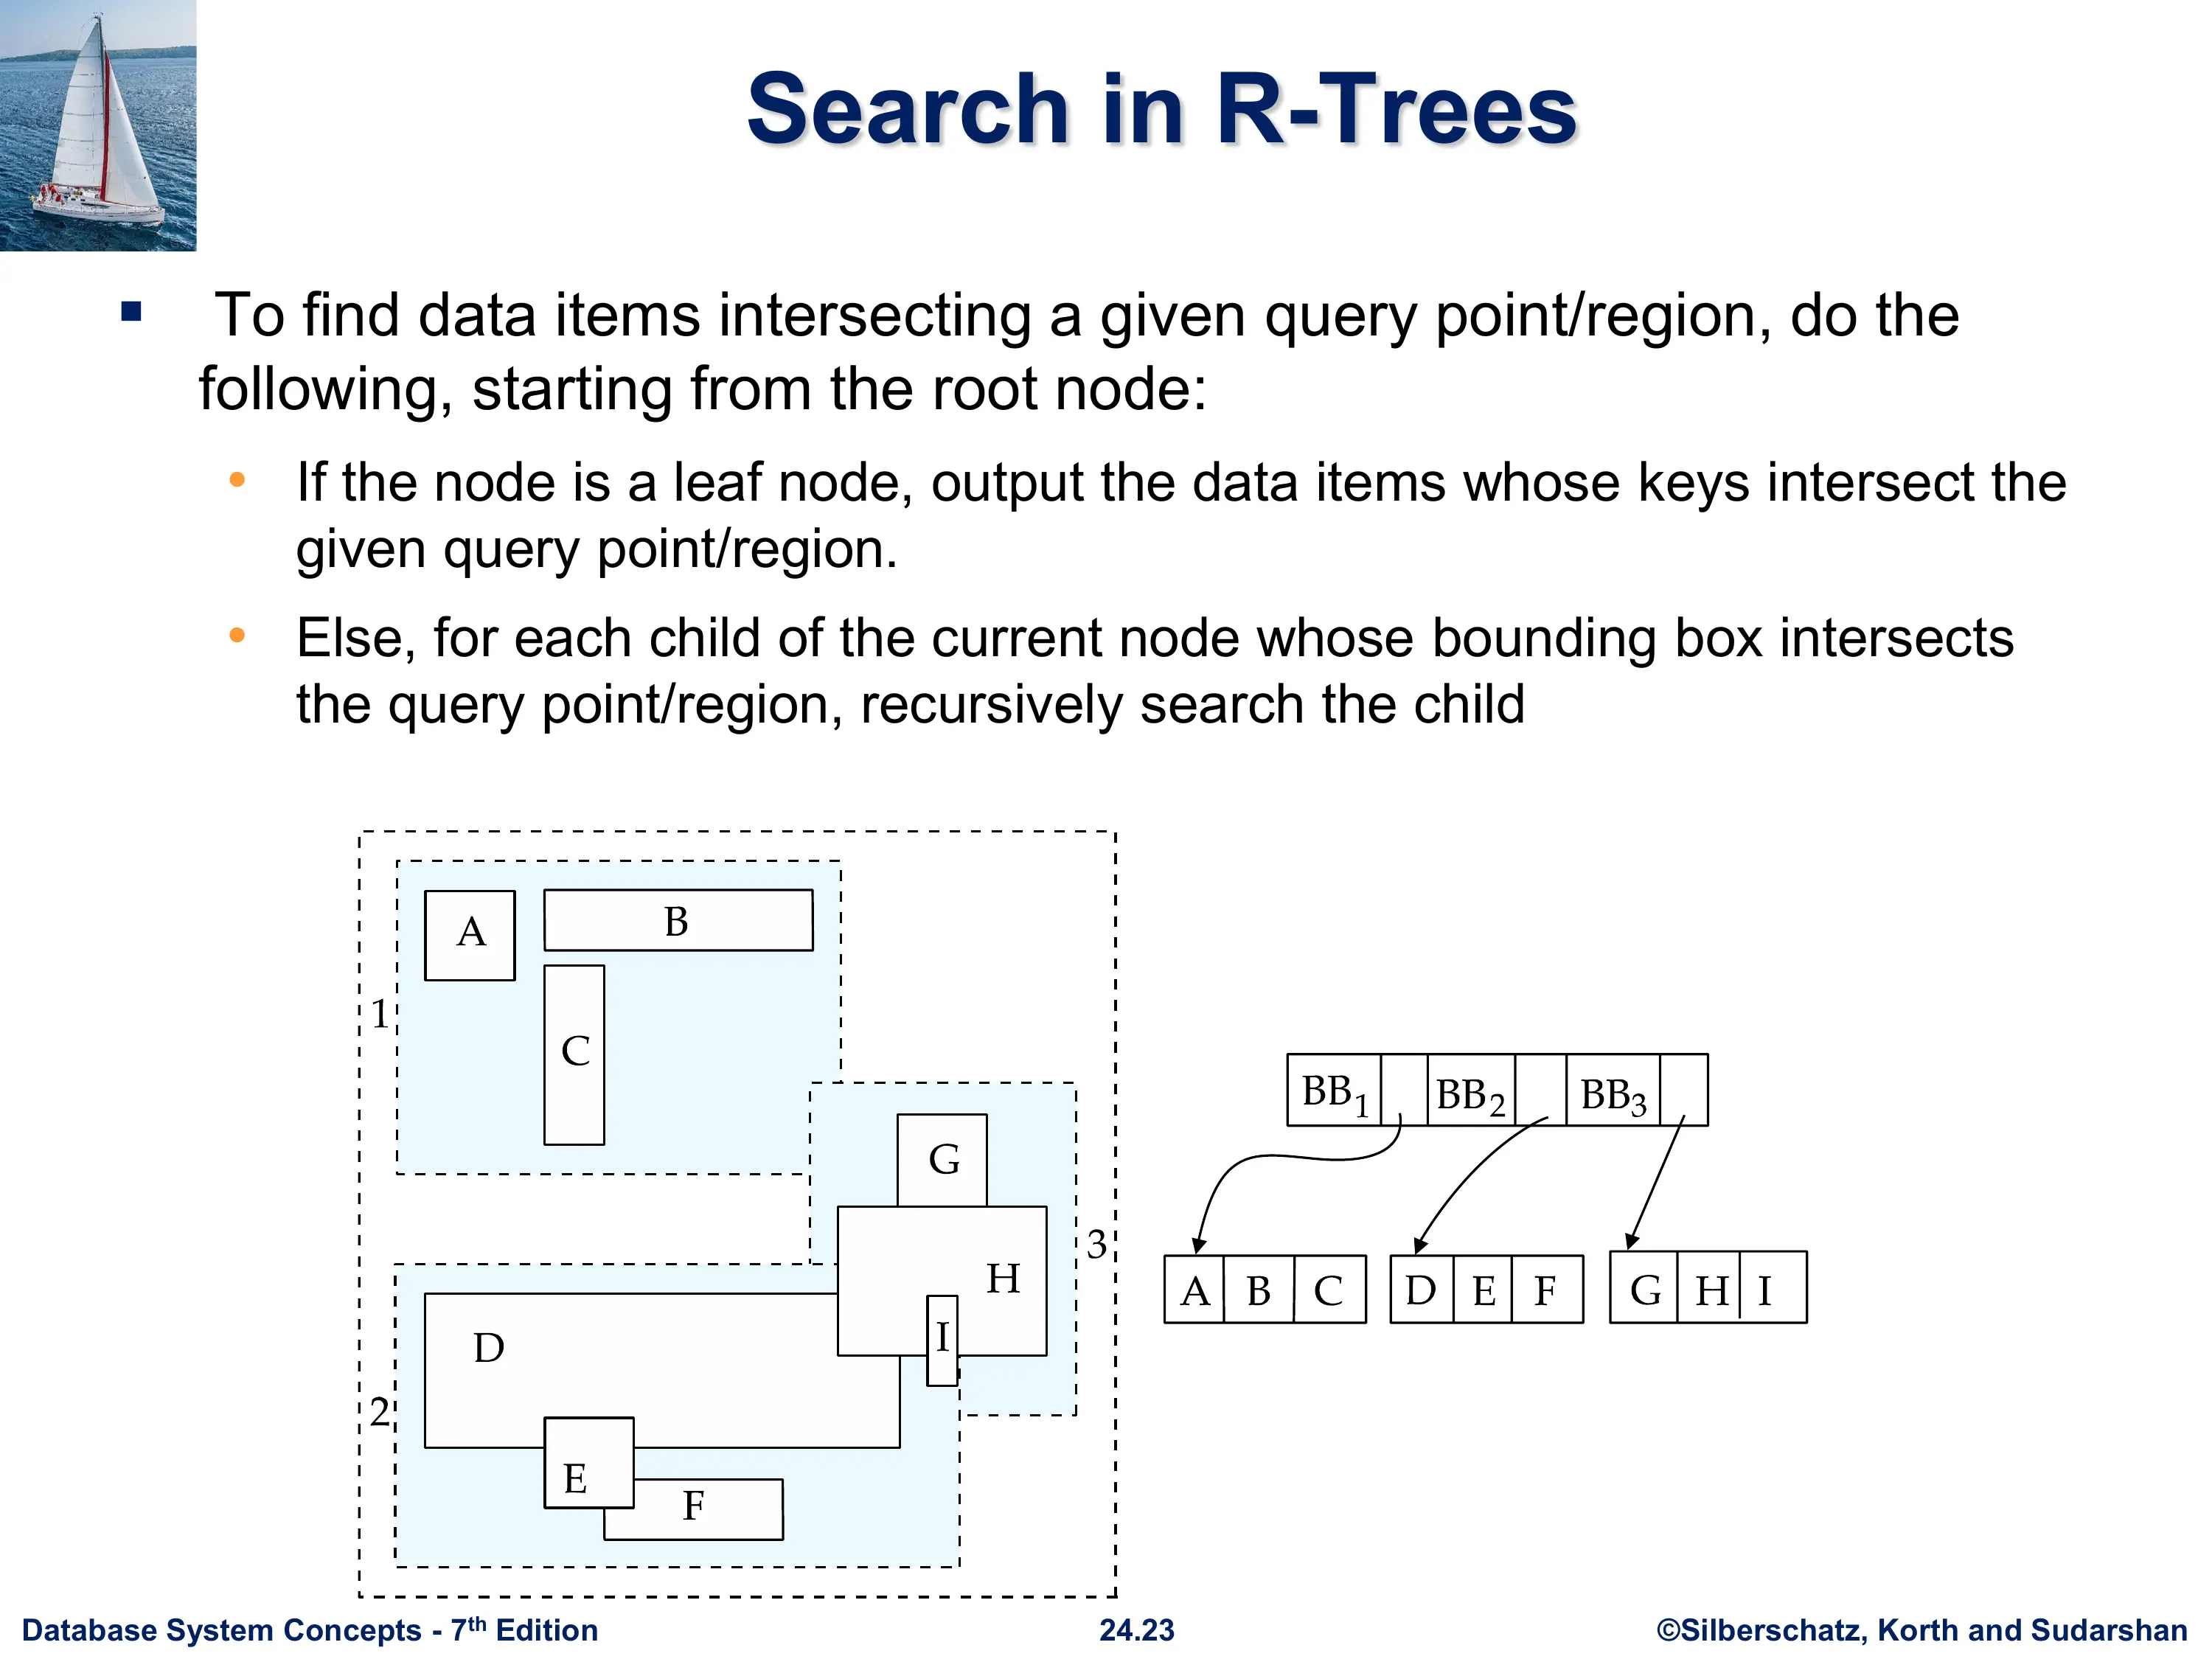 Search in R-Trees
To find data items intersecting a given query point/region, do the
following, starting from the root node:
If the node is a leaf node, output the data items whose keys intersect the
given query point/region.
Else, for each child of the current node whose bounding box intersects
the query point/region, recursively search the child
A
B
1
C
G
3
H
I
D
2
E
F
BB1 BB2 BB3
A B C D E F G H I
Database System Concepts - 7th Edition
24.23
©Silberschatz, Korth and Sudarshan